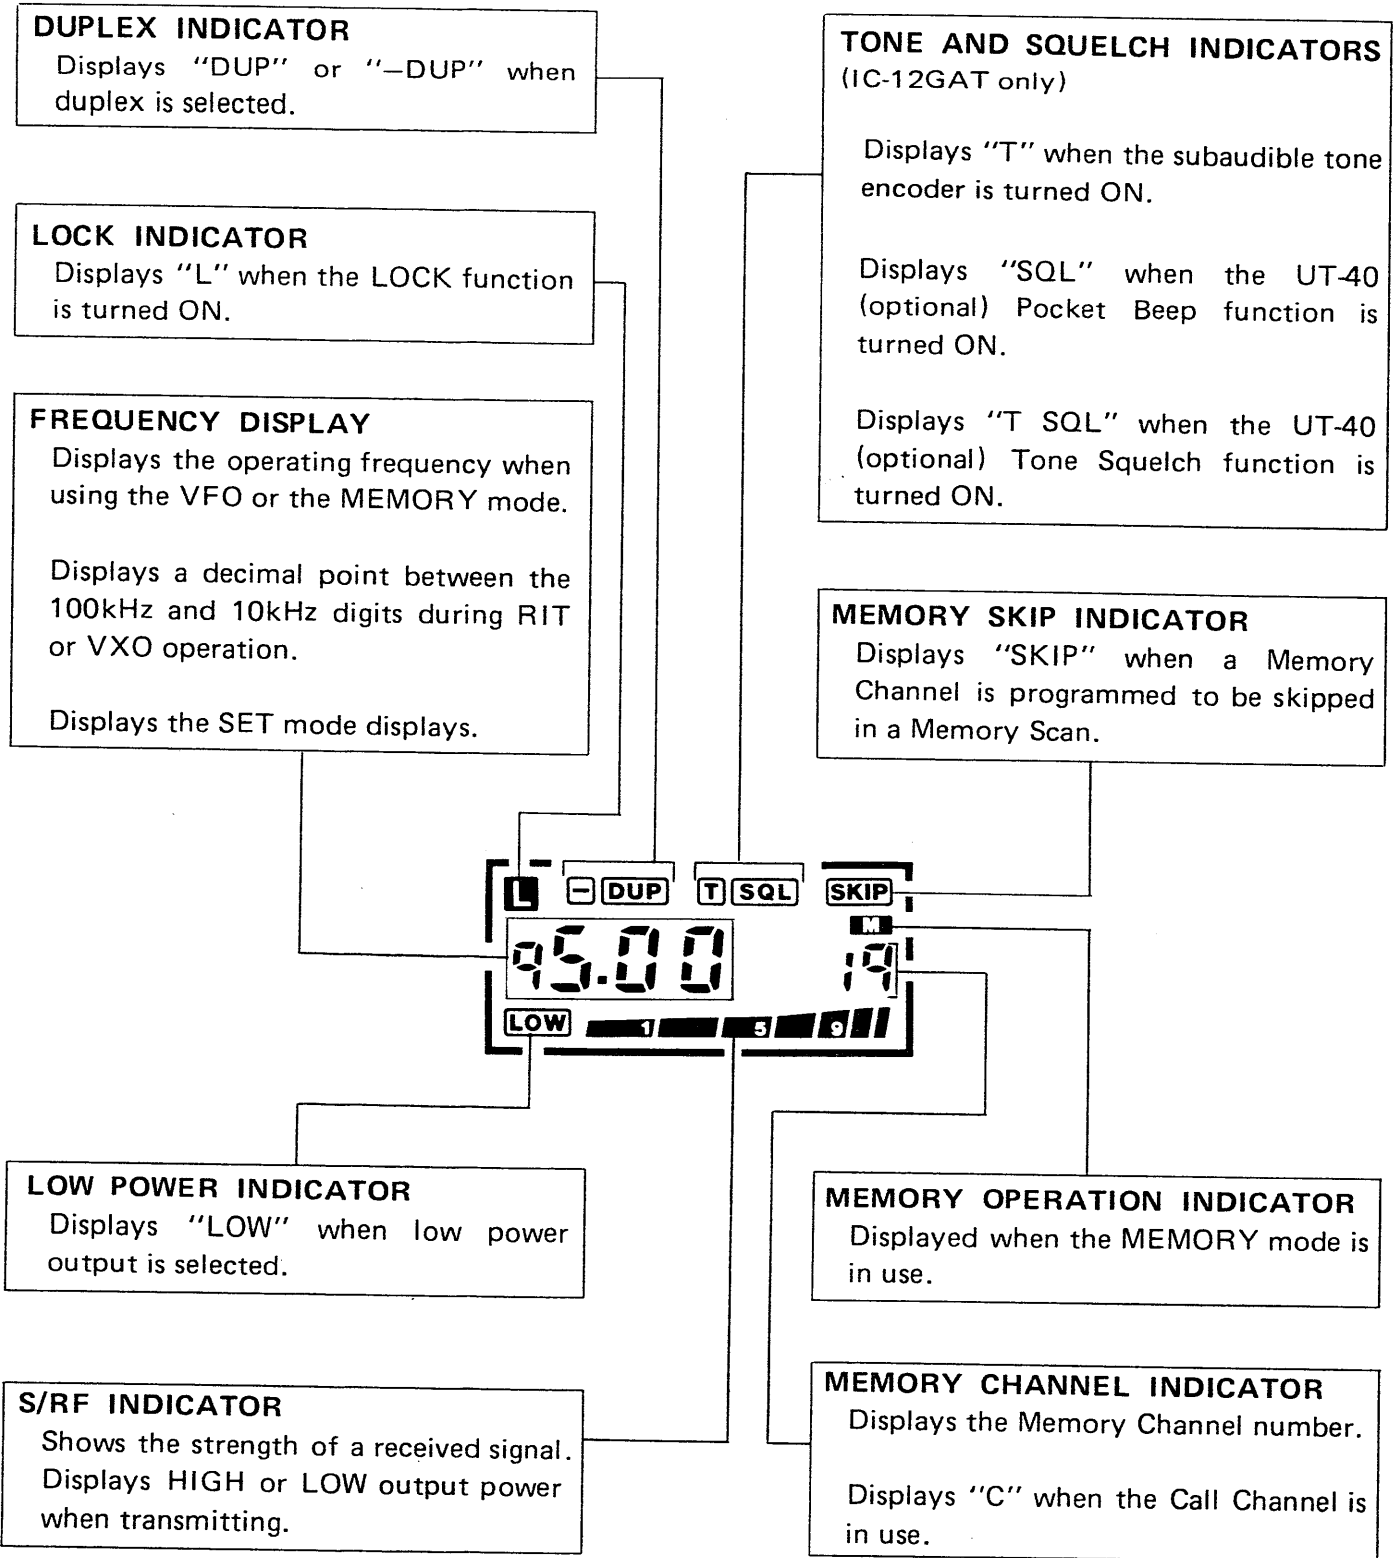 DUPLEX INDICATOR
Displays "DUP" or "–DUP" when
duplex is selected.
LOCK INDICATOR
Displays "L" when the LOCK function
is turned ON.
FREQUENCY DISPLAY
Displays the operating frequency when
using the VFO or the MEMORY mode.
Displays a decimal point between the
100kHz and 10kHz digits during RIT
or VXO operation.
Displays the SET mode displays.
TONE AND SQUELCH INDICATORS
(IC-12GAT only)
Displays "T" when the subaudible tone
encoder is turned ON.
Displays "SQL" when the UT-40
(optional) Pocket Beep function is
turned ON.
Displays "T SQL" when the UT-40
(optional) Tone Squelch function is
turned ON.
MEMORY SKIP INDICATOR
Displays "SKIP" when a Memory
Channel is programmed to be skipped
in a Memory Scan.
L – DUP T SQL SKIP
M
95.00 19
LOW 1 5 9
LOW POWER INDICATOR
Displays "LOW" when low power
output is selected.
S/RF INDICATOR
Shows the strength of a received signal.
Displays HIGH or LOW output power
when transmitting.
MEMORY OPERATION INDICATOR
Displayed when the MEMORY mode is
in use.
MEMORY CHANNEL INDICATOR
Displays the Memory Channel number.
Displays "C" when the Call Channel is
in use.